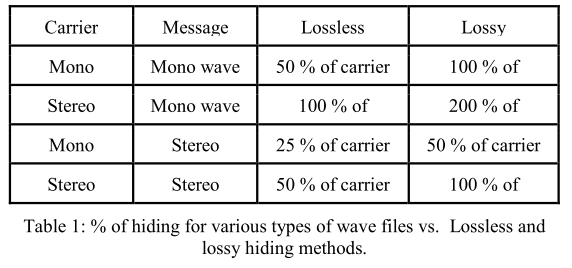 Carrier Message Lossless Lossy
Mono Mono wave 50 % of carrier 100 % of
Stereo Mono wave 100 % of 200 % of
Mono Stereo 25 % of carrier 50 % of carrier
Stereo Stereo 50 % of carrier 100 % of
Table 1: % of hiding for various types of wave files vs. Lossless and
lossy hiding methods.